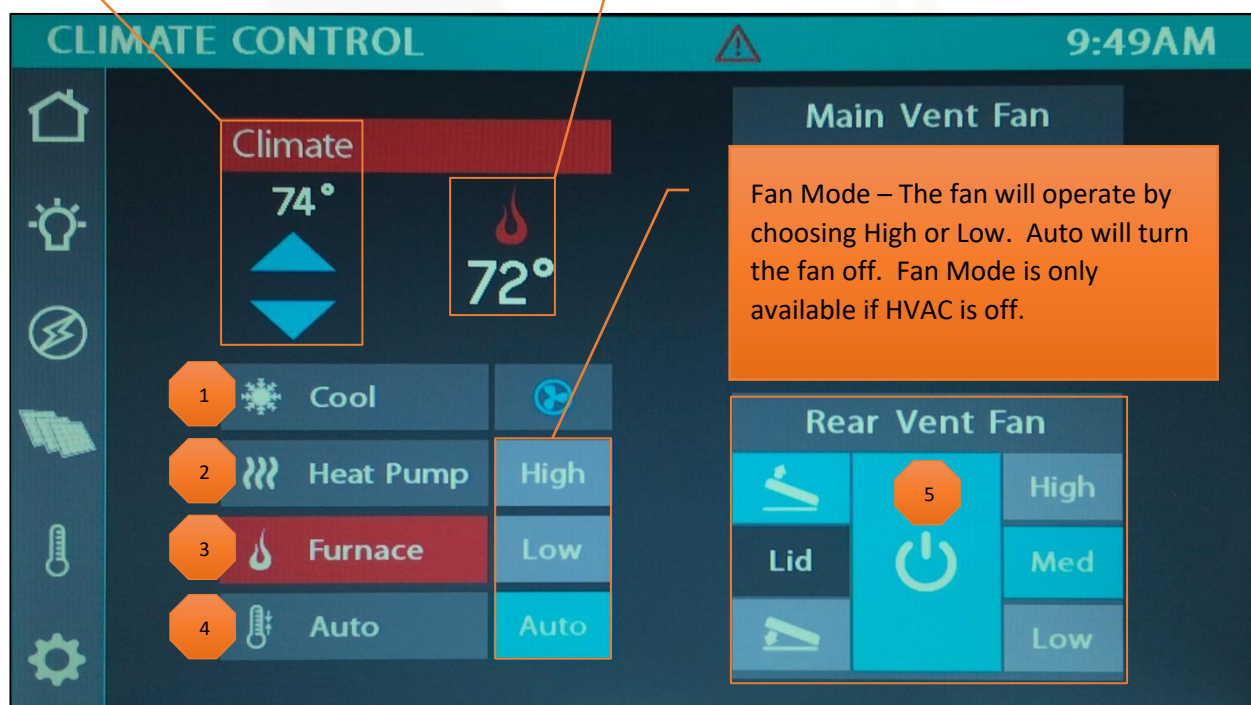 CLIMATE CONTROL
9:49AM
Climate
74°
72°
Main Vent Fan
Fan Mode – The fan will operate by
choosing High or Low.  Auto will turn
the fan off.  Fan Mode is only
available if HVAC is off.
1
Cool
2
Heat Pump
High
3
Furnace
Low
4
Auto
Auto
Rear Vent Fan
5
High
Lid
Med
Low